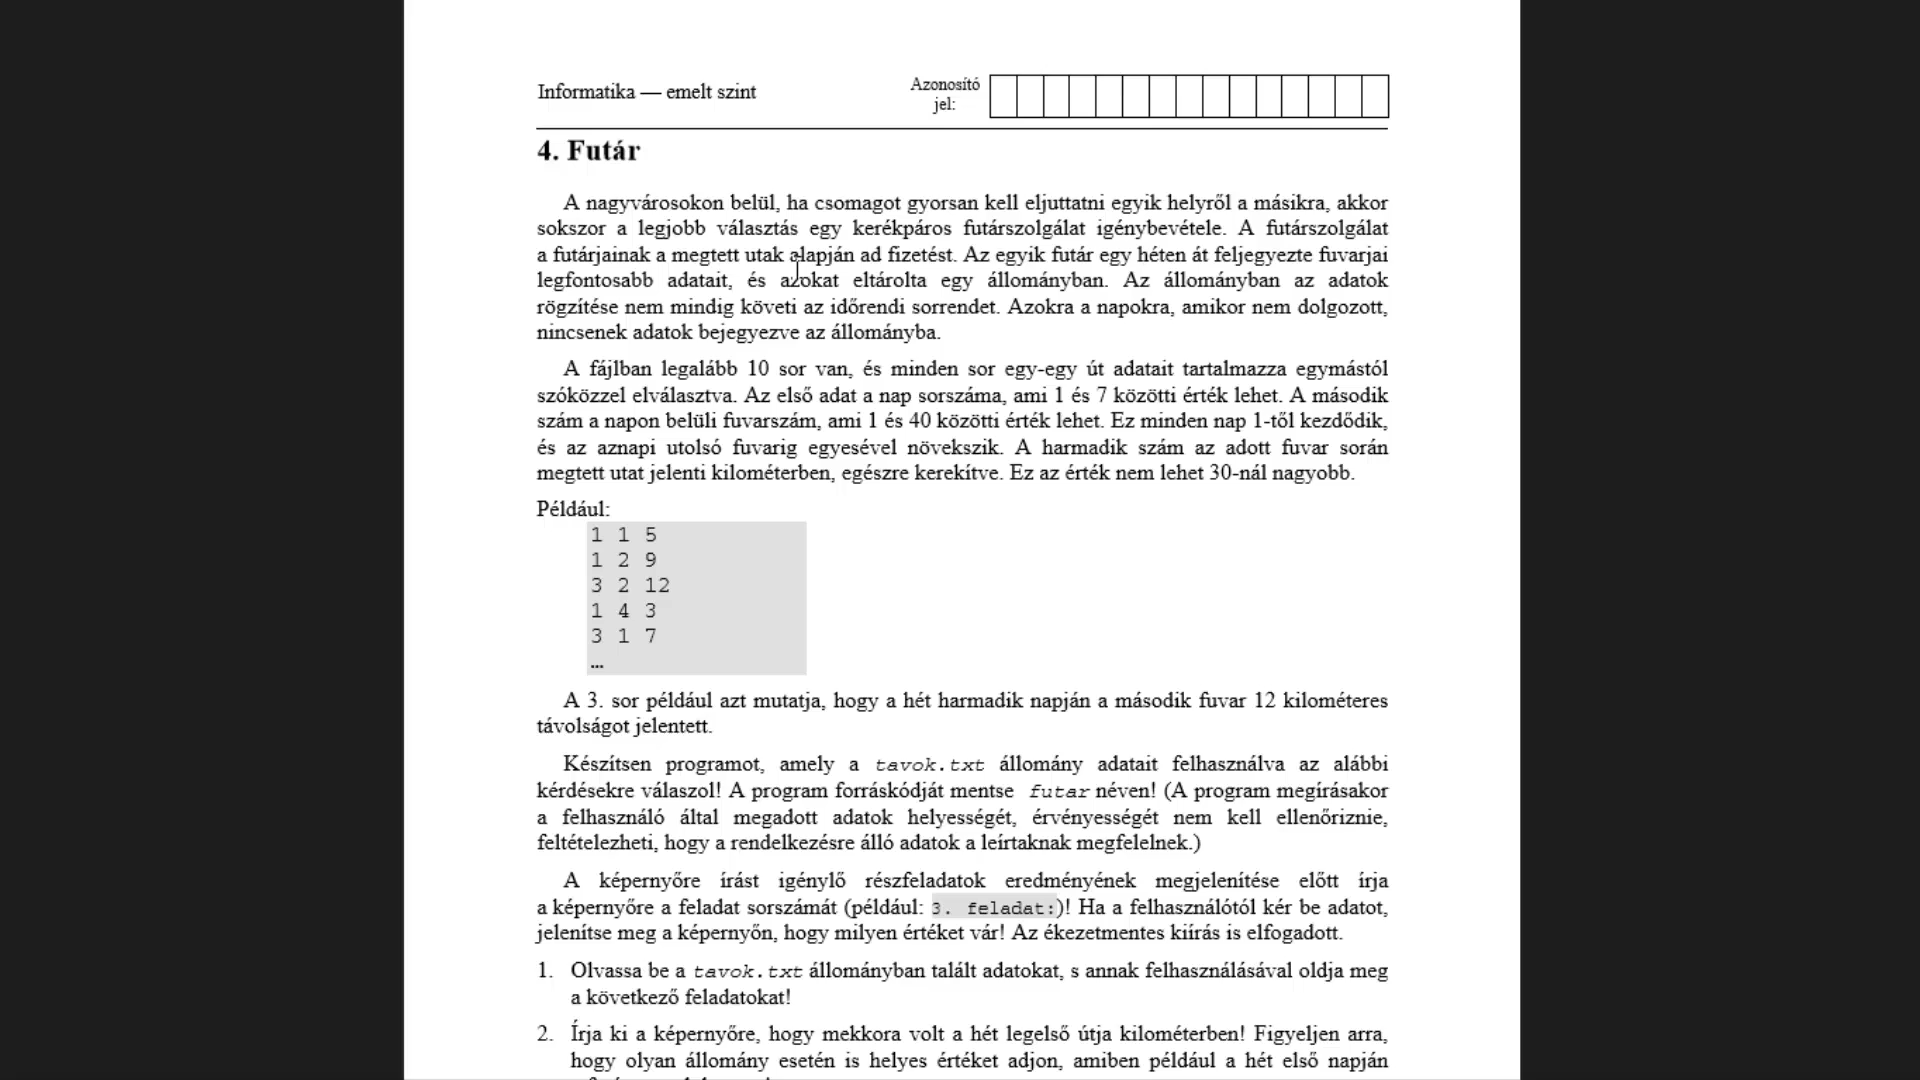 Informatika — emelt szint
Azonosító
jel:
4. Futár
A nagyvárosokon belül, ha csomagot gyorsan kell eljuttatni egyik helyről a másikra, akkor
sokszor a legjobb választás egy kerékpáros futárszolgálat igénybevétele. A futárszolgálat
a futárjainak a megtett utak alapján ad fizetést. Az egyik futár egy héten át feljegyezte fuvarjai
legfontosabb adatait, és azokat eltárolta egy állományban. Az állományban az adatok
rögzítése nem mindig követi az időrendi sorrendet. Azokra a napokra, amikor nem dolgozott,
nincsenek adatok bejegyezve az állományba.
A fájlban legalább 10 sor van, és minden sor egy-egy út adatait tartalmazza egymástól
szóközzel elválasztva. Az első adat a nap sorszáma, ami 1 és 7 közötti érték lehet. A második
szám a napon belüli fuvarszám, ami 1 és 40 közötti érték lehet. Ez minden nap 1-től kezdődik,
és az aznapi utolsó fuvarig egyesével növekszik. A harmadik szám az adott fuvar során
megtett utat jelenti kilométerben, egészre kerekítve. Ez az érték nem lehet 30-nál nagyobb.
Például:
1 1 5
1 2 9
3 2 12
1 4 3
3 1 7
…
A 3. sor például azt mutatja, hogy a hét harmadik napján a második fuvar 12 kilométeres
távolságot jelentett.
Készítsen programot, amely a tavok.txt állomány adatait felhasználva az alábbi
kérdésekre válaszol! A program forráskódját mentse futar néven! (A program megírásakor
a felhasználó által megadott adatok helyességét, érvényességét nem kell ellenőriznie,
feltételezheti, hogy a rendelkezésre álló adatok a leírtaknak megfelelnek.)
A képernyőre írást igénylő részfeladatok eredményének megjelenítése előtt írja
a képernyőre a feladat sorszámát (például: 3. feladat:)! Ha a felhasználótól kér be adatot,
jelenítse meg a képernyőn, hogy milyen értéket vár! Az ékezetmentes kiírás is elfogadott.
1. Olvassa be a tavok.txt állományban talált adatokat, s annak felhasználásával oldja meg
a következő feladatokat!
2. Írja ki a képernyőre, hogy mekkora volt a hét legelső útja kilométerben! Figyeljen arra,
hogy olyan állomány esetén is helyes értéket adjon, amiben például a hét első napján